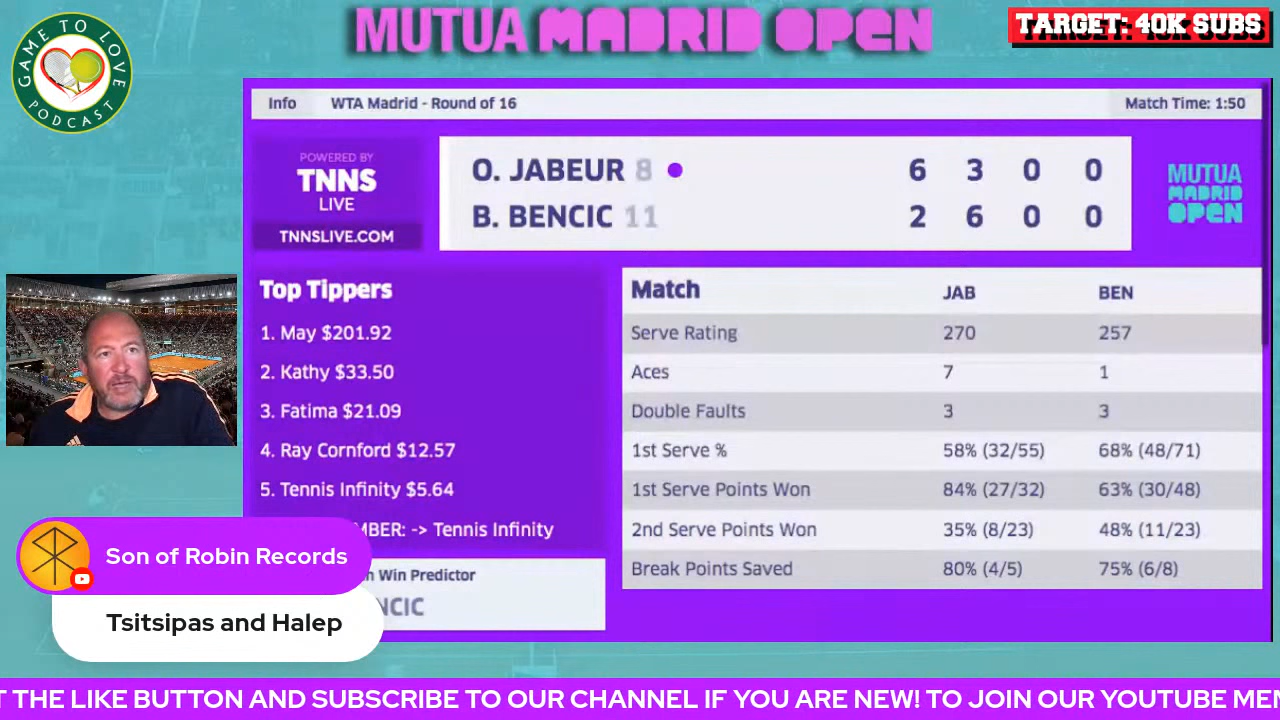 GAME TO LOVE
PODCAST
MUTUA MADRID OPEN
TARGET: 40K SUBS
Info WTA Madrid - Round of 16 Match Time: 1:50
POWERED BY
TNNS
LIVE
TNNSLIVE.COM
O. JABEUR 8 6 3 0 0
B. BENCIC 11 2 6 0 0
MUTUA
MADRID
OPEN
Top Tippers
1. May $201.92
2. Kathy $33.50
3. Fatima $21.09
4. Ray Cornford $12.57
5. Tennis Infinity $5.64
MBER: -> Tennis Infinity
n Win Predictor
NCIC
Match JAB BEN
Serve Rating 270 257
Aces 7 1
Double Faults 3 3
1st Serve % 58% (32/55) 68% (48/71)
1st Serve Points Won 84% (27/32) 63% (30/48)
2nd Serve Points Won 35% (8/23) 48% (11/23)
Break Points Saved 80% (4/5) 75% (6/8)
Son of Robin Records
Tsitsipas and Halep
T THE LIKE BUTTON AND SUBSCRIBE TO OUR CHANNEL IF YOU ARE NEW! TO JOIN OUR YOUTUBE MEM